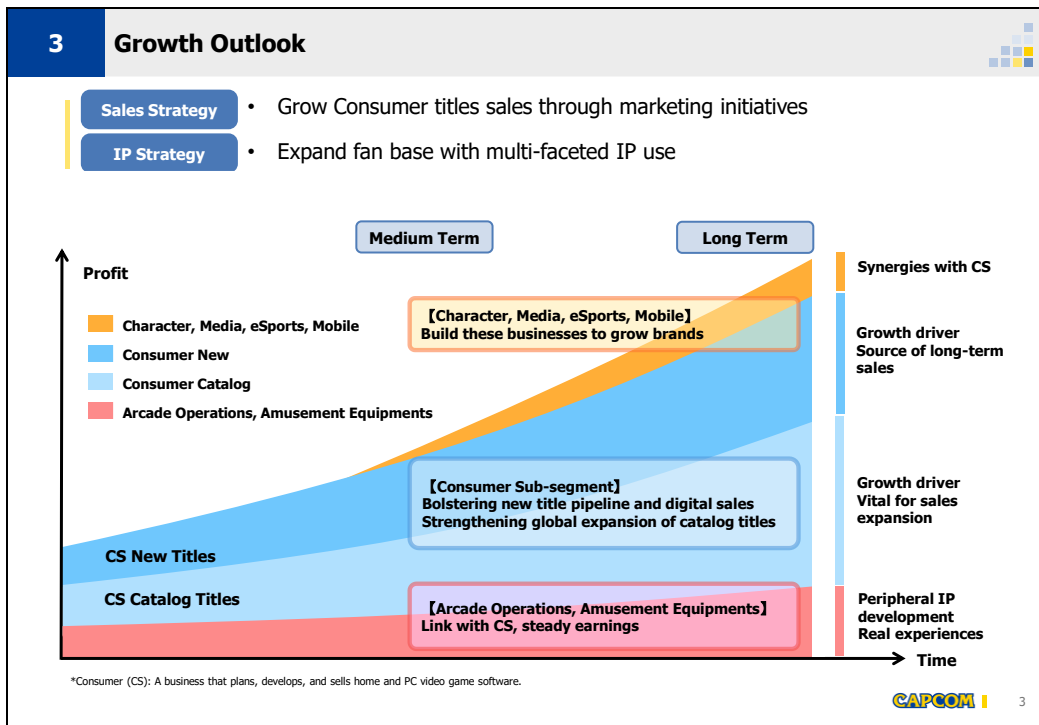 3
Growth Outlook
Sales Strategy
• Grow Consumer titles sales through marketing initiatives
IP Strategy
• Expand fan base with multi-faceted IP use
Medium Term
Long Term
Profit
Character, Media, eSports, Mobile
Consumer New
Consumer Catalog
Arcade Operations, Amusement Equipments
【Character, Media, eSports, Mobile】
Build these businesses to grow brands
【Consumer Sub-segment】
Bolstering new title pipeline and digital sales
Strengthening global expansion of catalog titles
CS New Titles
CS Catalog Titles
【Arcade Operations, Amusement Equipments】
Link with CS, steady earnings
Synergies with CS
Growth driver
Source of long-term
sales
Growth driver
Vital for sales
expansion
Peripheral IP
development
Real experiences
Time
*Consumer (CS): A business that plans, develops, and sells home and PC video game software.
CAPCOM
3